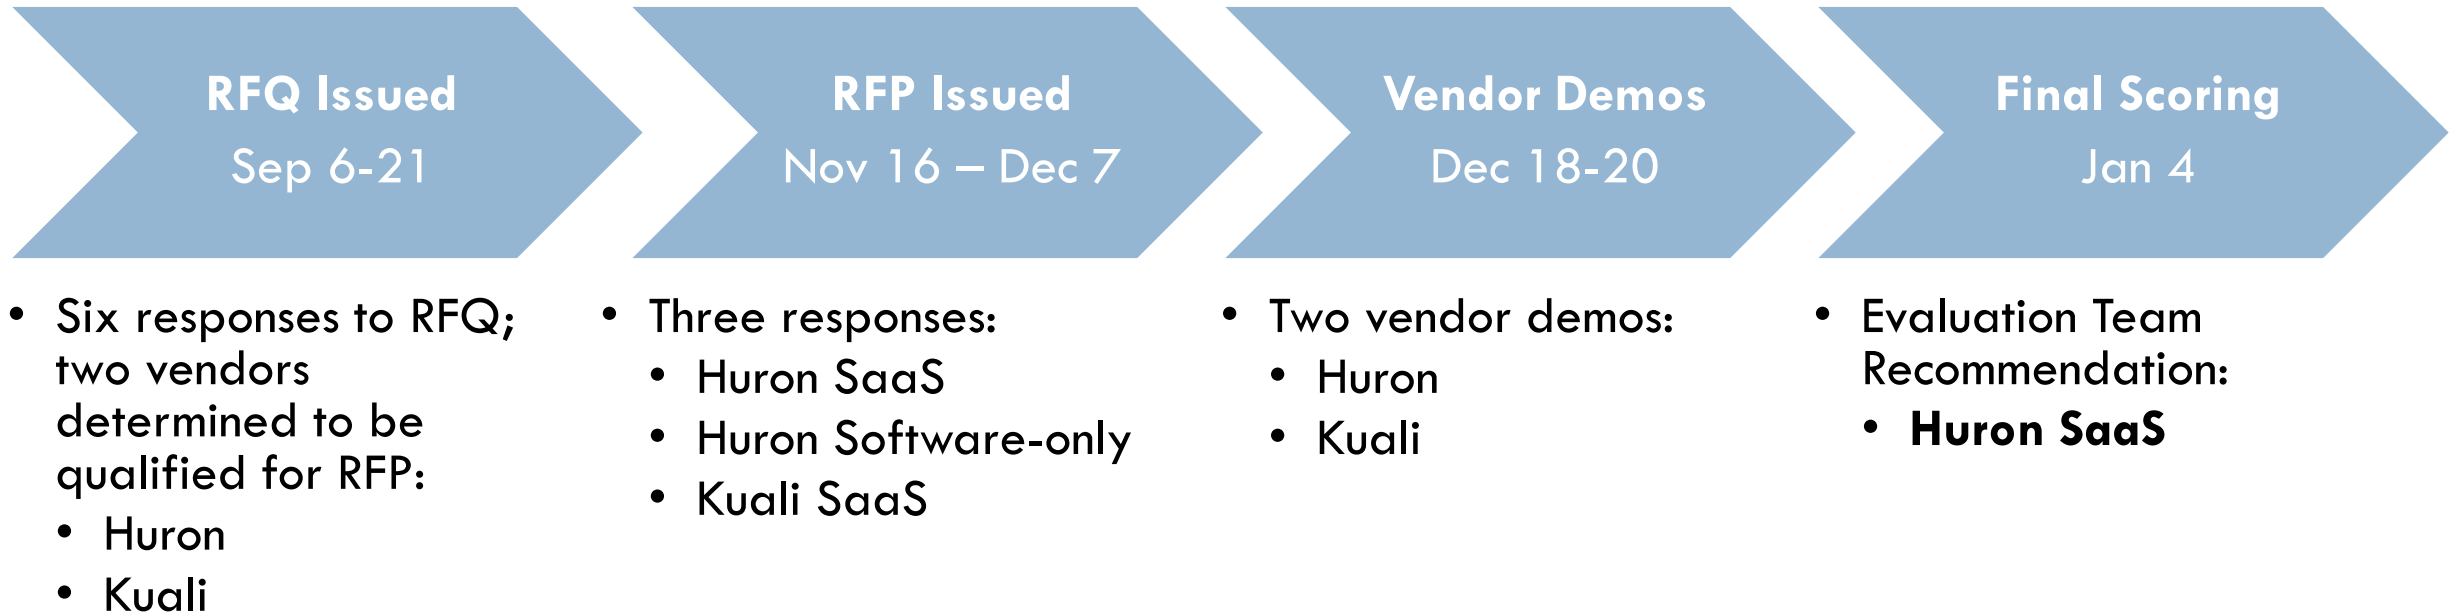 RFQ Issued
Sep 6-21
• Six responses to RFQ;
two vendors
determined to be
qualified for RFP:
• Huron
• Kuali
RFP Issued
Nov 16 – Dec 7
• Three responses:
• Huron SaaS
• Huron Software-only
• Kuali SaaS
Vendor Demos
Dec 18-20
• Two vendor demos:
• Huron
• Kuali
Final Scoring
Jan 4
• Evaluation Team
Recommendation:
• Huron SaaS